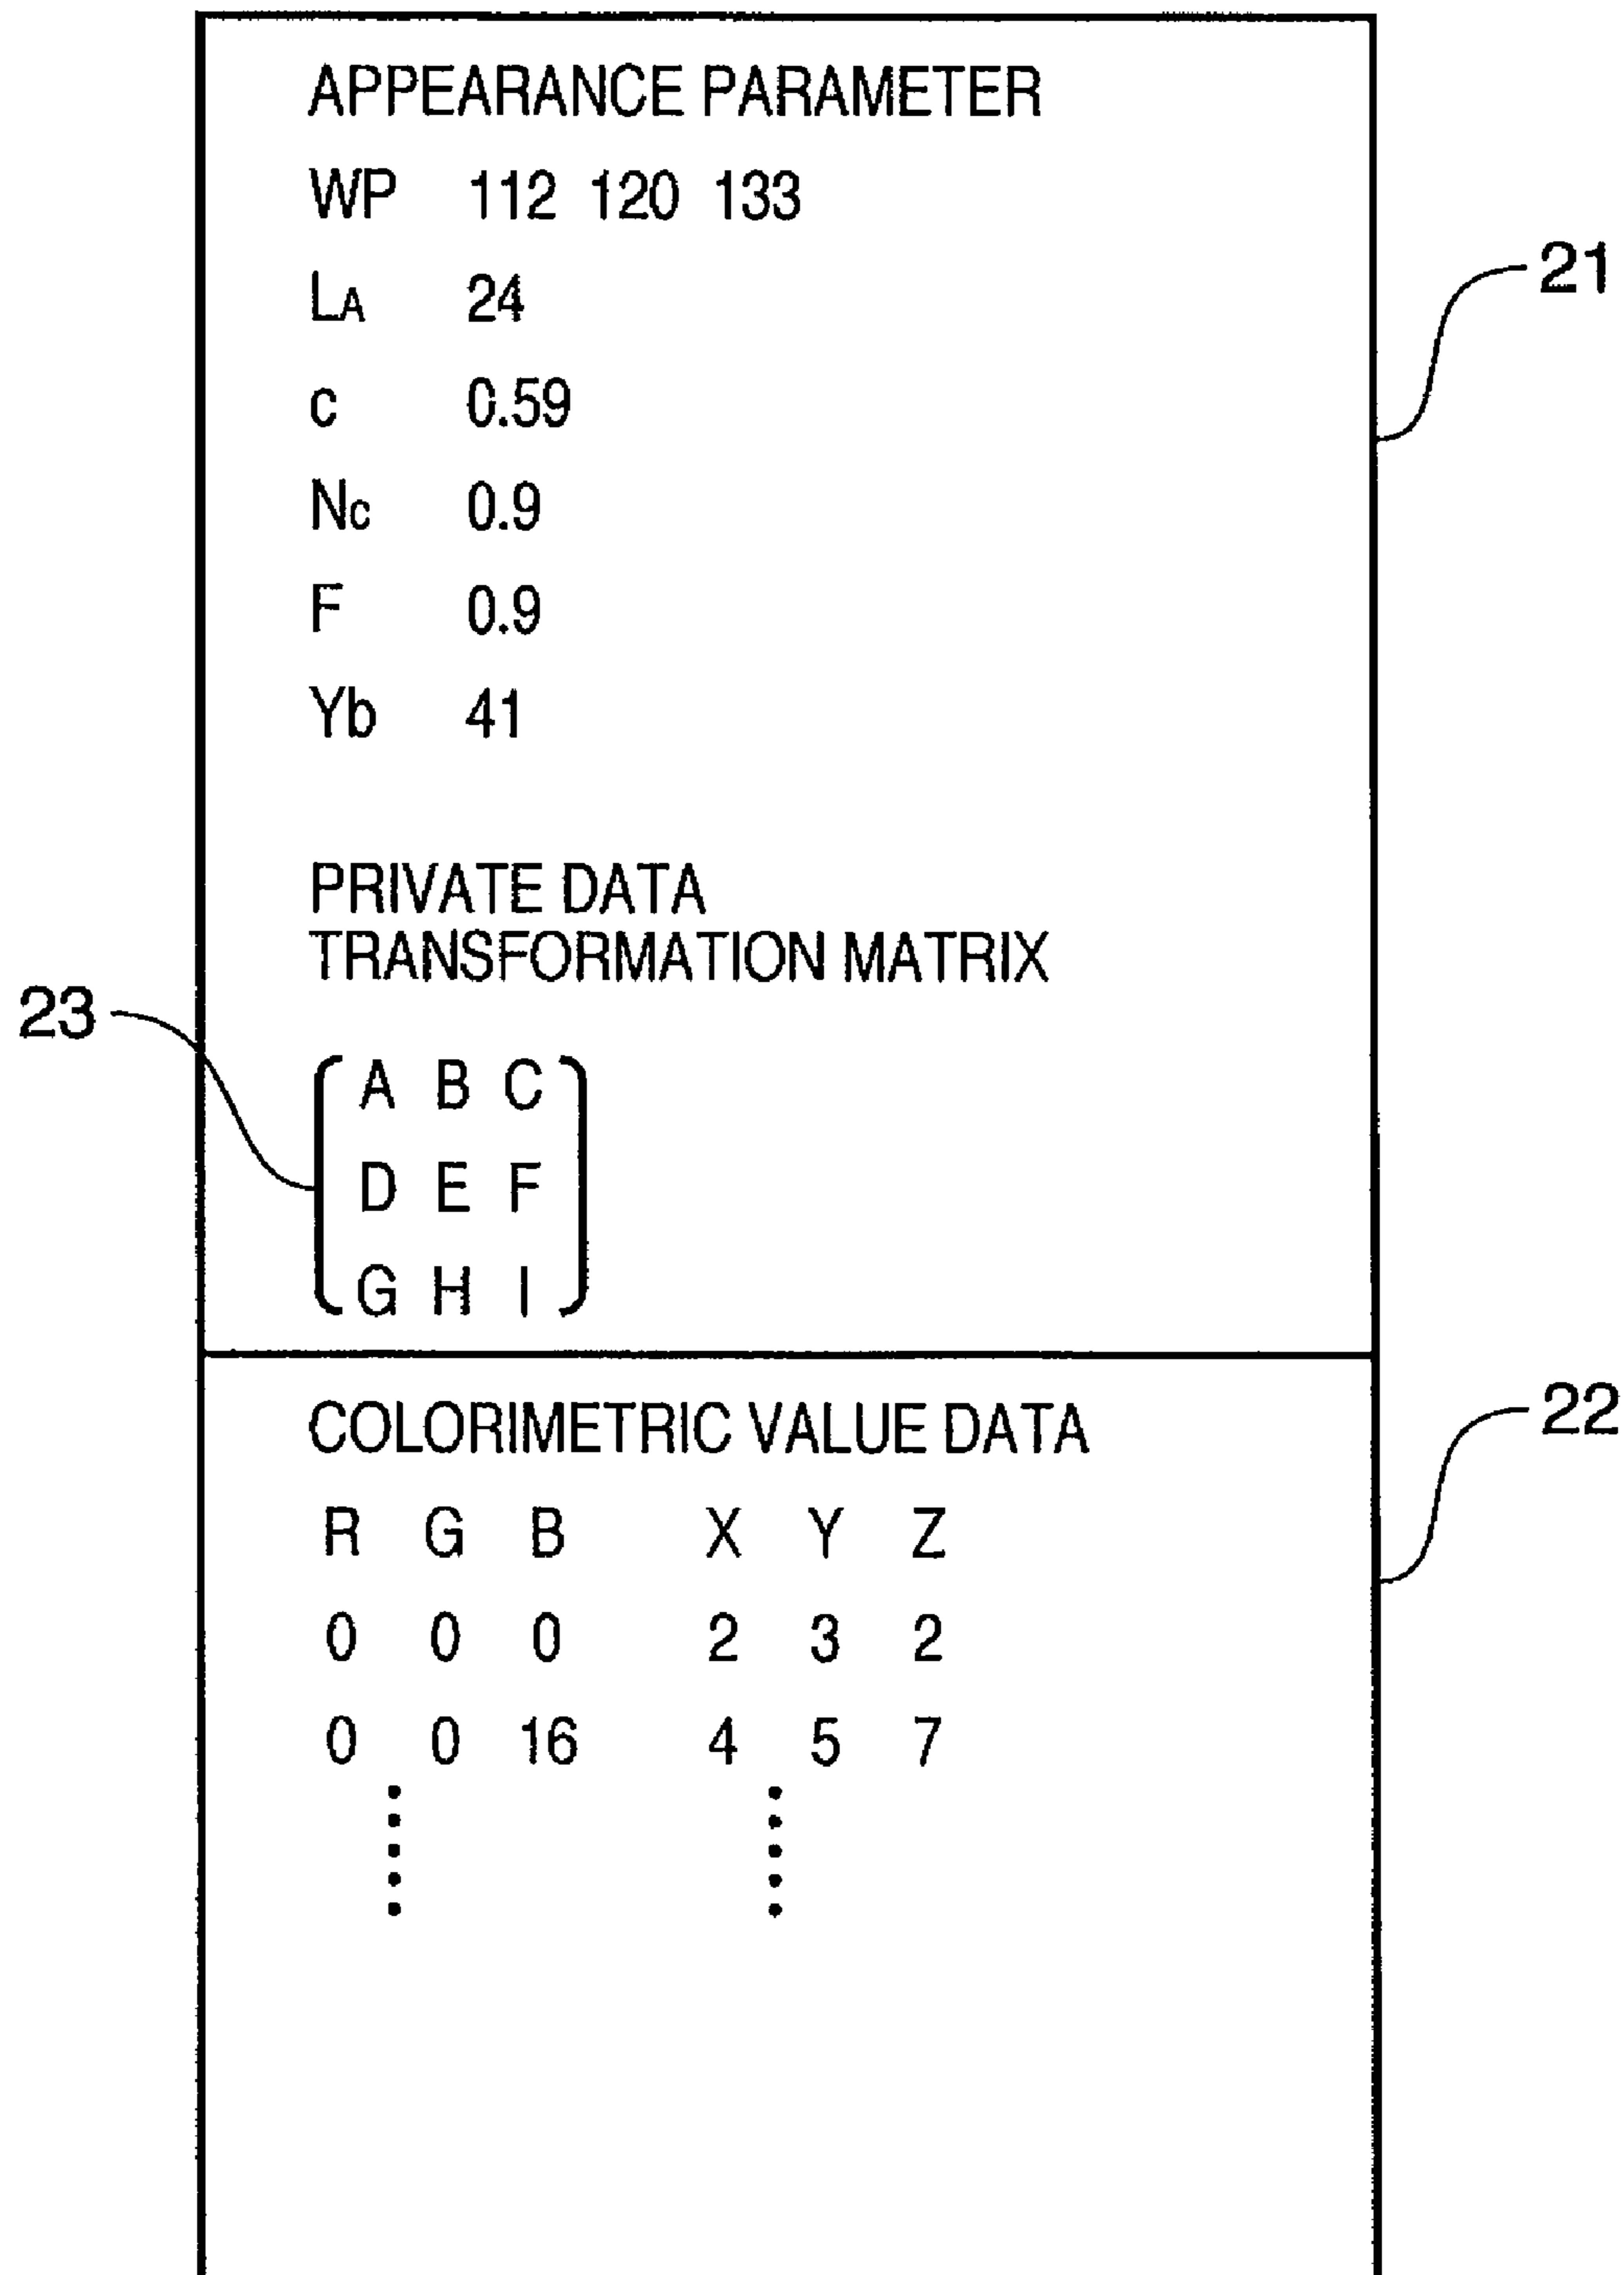 APPEARANCE PARAMETER
WP 112 120 133
21
LA 24
c 0.59
Nc 0.9
F 0.9
Yb 41
PRIVATE DATA
TRANSFORMATION MATRIX
23
A B C
D E F
G H I
COLORIMETRIC VALUE DATA
22
R G B X Y Z
0 0 0 2 3 2
0 0 16 4 5 7